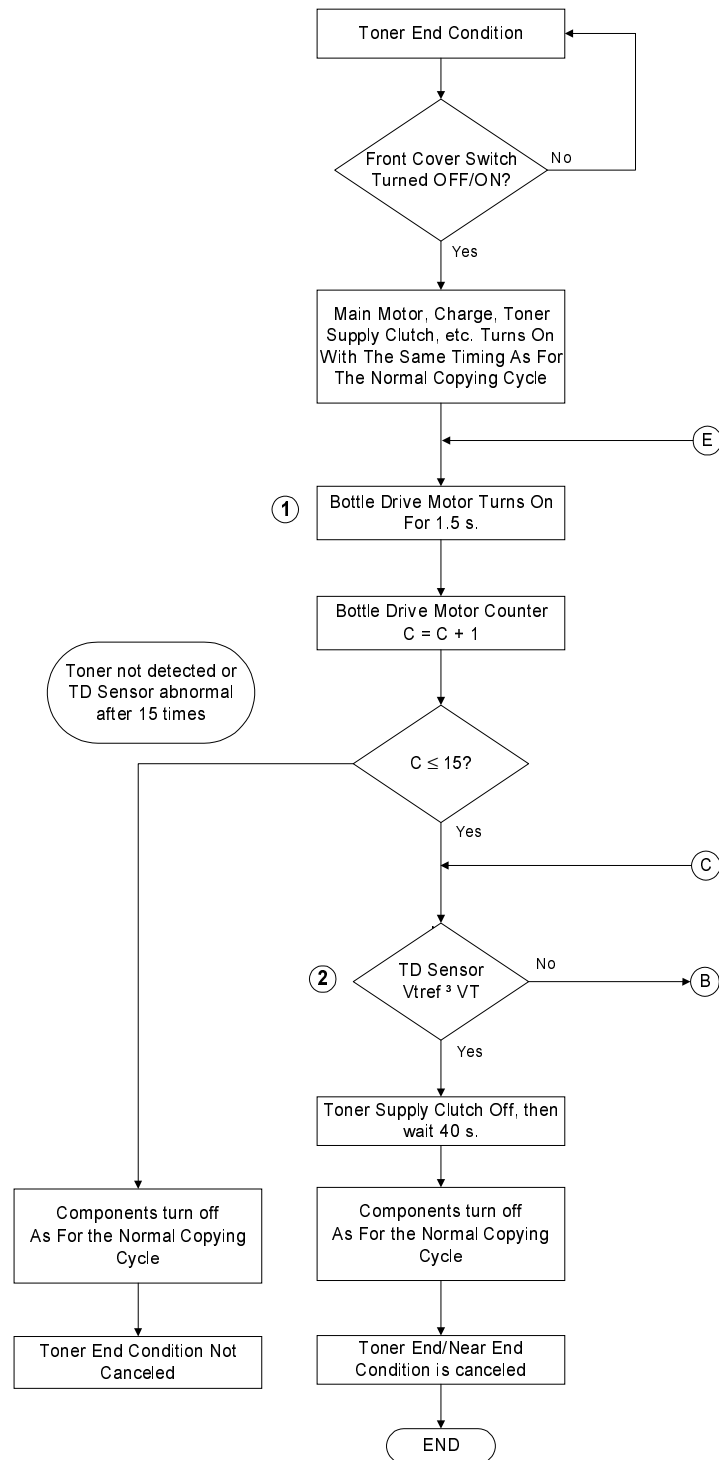 Toner End Condition
Front Cover Switch
Turned OFF/ON?
No
Yes
Main Motor, Charge, Toner
Supply Clutch, etc. Turns On
With The Same Timing As For
The Normal Copying Cycle
E
1
Bottle Drive Motor Turns On
For 1.5 s.
Bottle Drive Motor Counter
C = C + 1
Toner not detected or
TD Sensor abnormal
after 15 times
C ≤ 15?
Yes
C
2
TD Sensor
Vtref ³ VT
No
B
Yes
Toner Supply Clutch Off, then
wait 40 s.
Components turn off
As For the Normal Copying
Cycle
Components turn off
As For the Normal Copying
Cycle
Toner End Condition Not
Canceled
Toner End/Near End
Condition is canceled
END